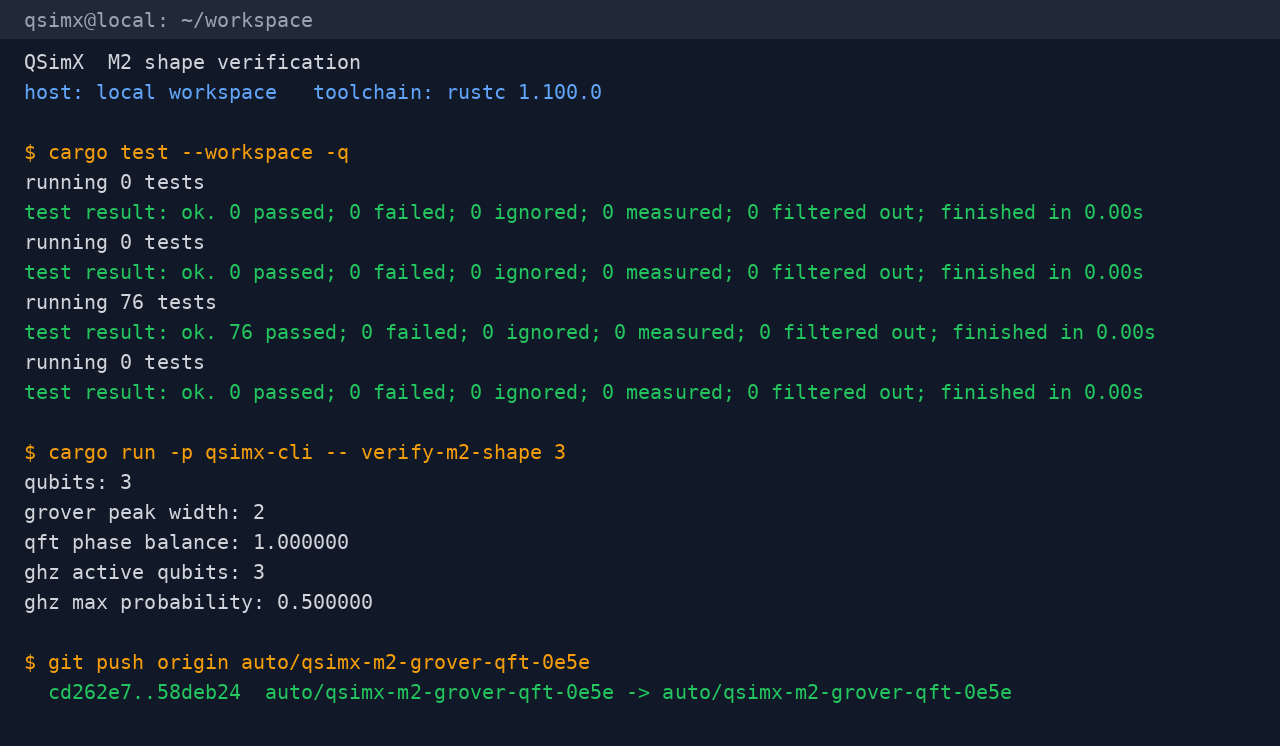 qsimx@local: ~/workspace
QSimX  M2 shape verification
host: local workspace   toolchain: rustc 1.100.0
$ cargo test --workspace -q
running 0 tests
test result: ok. 0 passed; 0 failed; 0 ignored; 0 measured; 0 filtered out; finished in 0.00s
running 0 tests
test result: ok. 0 passed; 0 failed; 0 ignored; 0 measured; 0 filtered out; finished in 0.00s
running 76 tests
test result: ok. 76 passed; 0 failed; 0 ignored; 0 measured; 0 filtered out; finished in 0.00s
running 0 tests
test result: ok. 0 passed; 0 failed; 0 ignored; 0 measured; 0 filtered out; finished in 0.00s
$ cargo run -p qsimx-cli -- verify-m2-shape 3
qubits: 3
grover peak width: 2
qft phase balance: 1.000000
ghz active qubits: 3
ghz max probability: 0.500000
$ git push origin auto/qsimx-m2-grover-qft-0e5e
  cd262e7..58deb24  auto/qsimx-m2-grover-qft-0e5e -> auto/qsimx-m2-grover-qft-0e5e